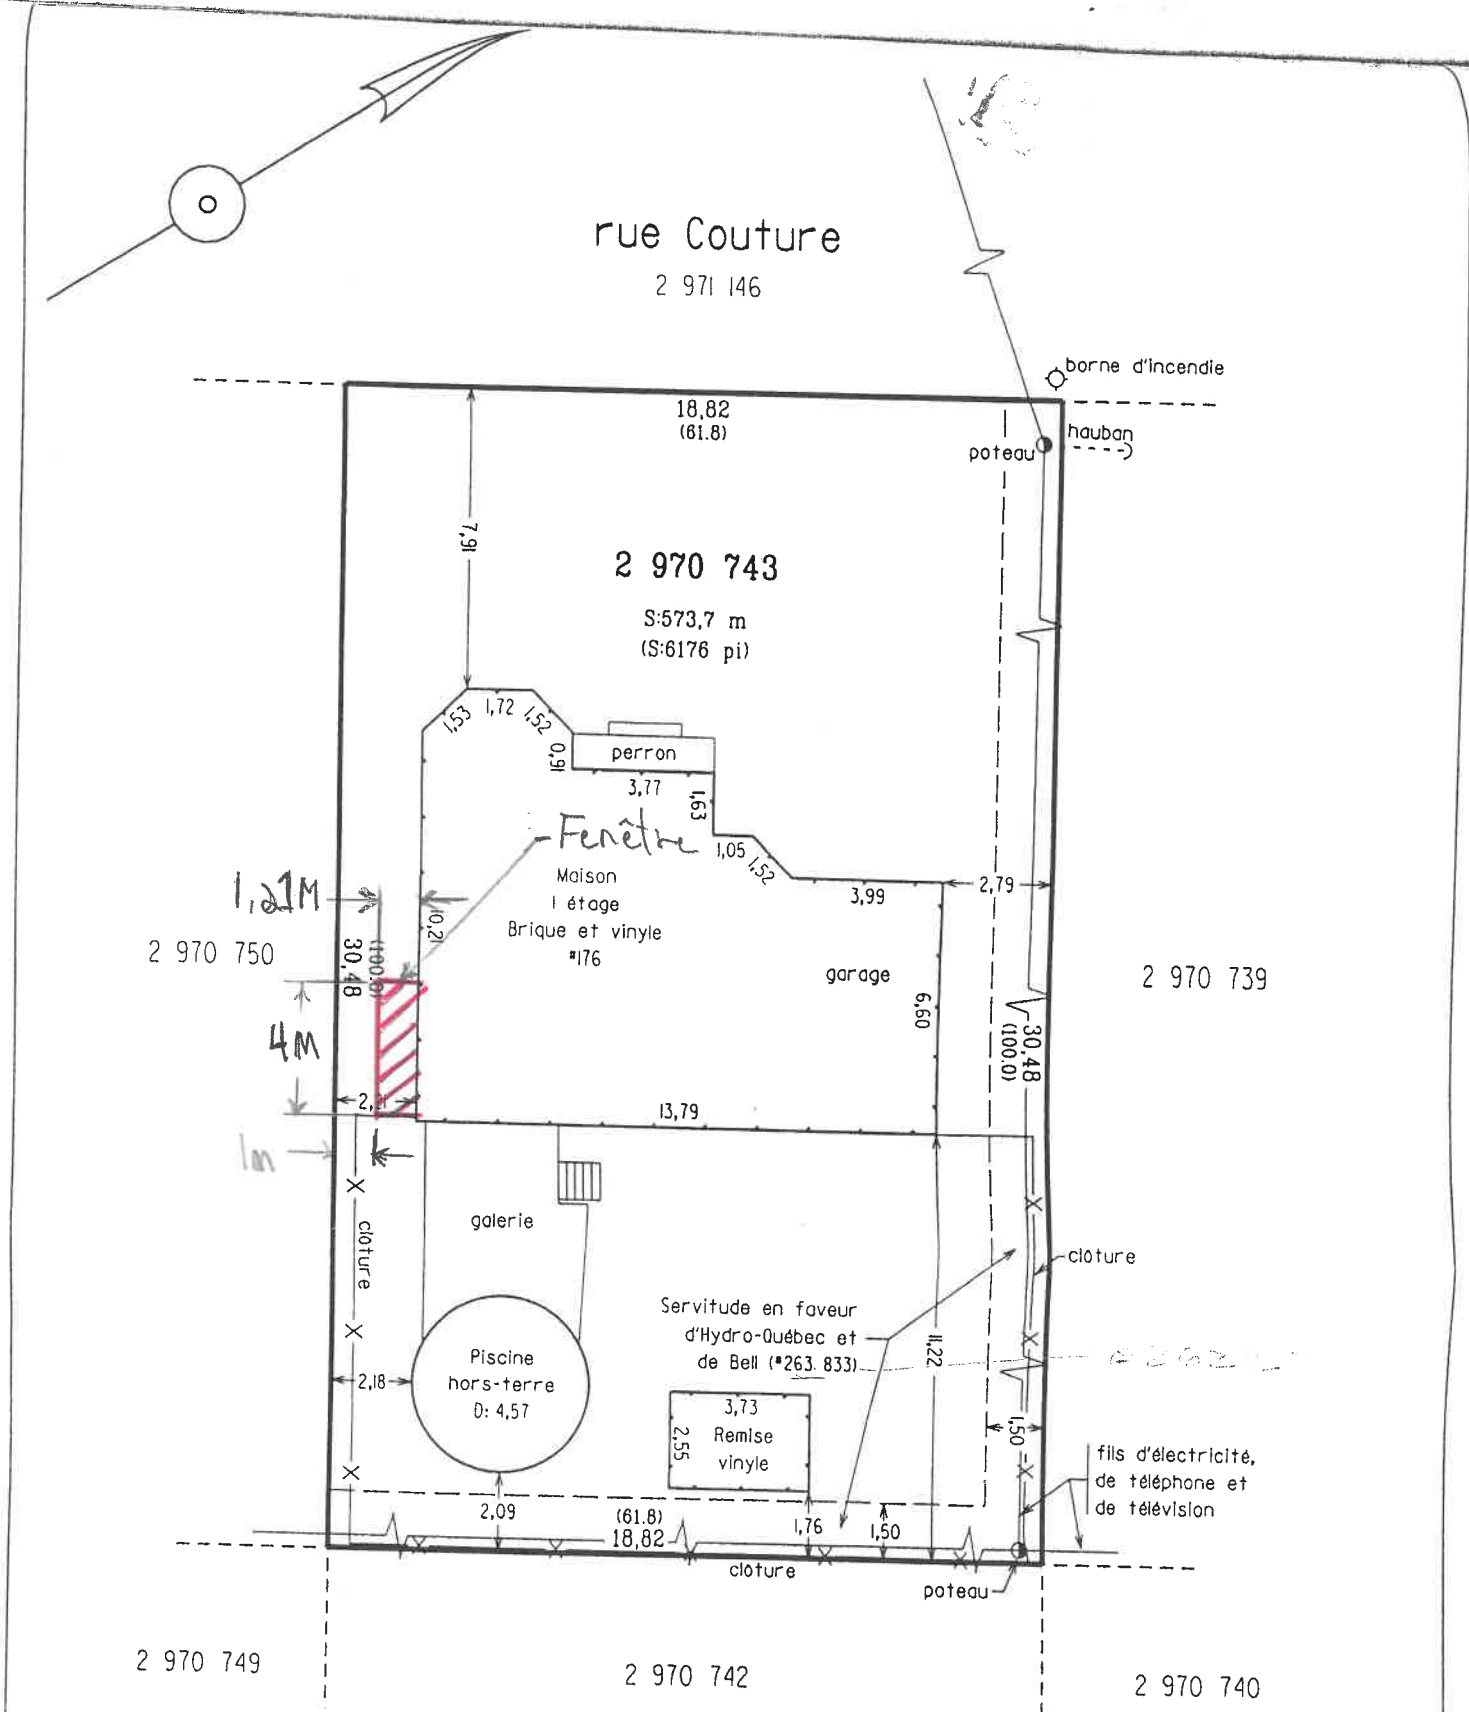 rue Couture
2 971 146
borne d'incendie
18,82
(61.8)
hauban
poteau
7,91
2 970 743
S:573,7 m
(S:6176 pi)
1,53
1,72
1,52
0,91
perron
3,77
1,63
- Fenêtre
1,05
1,52
Maison
1 étage
Brique et vinyle
#176
3,99
2,79
1,21M
10,21
2 970 750
30,48
(100.0)
garage
6,60
2 970 739
30,48
(100.0)
4M
13,79
1m
cloture
galerie
cloture
Servitude en faveur
d'Hydro-Québec et
de Bell (#263. 833)
11,22
Piscine
hors-terre
D: 4,57
2,18
3,73
2,55
Remise
vinyle
1,50
fils d'électricité,
de téléphone et
de télévision
2,09
(61.8)
18,82
1,76
1,50
cloture
poteau
2 970 749
2 970 742
2 970 740